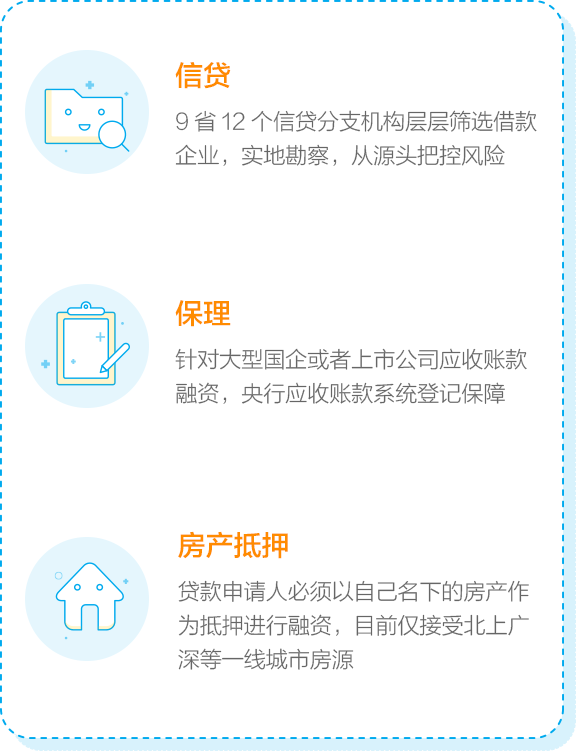 信贷
9 省 12 个信贷分支机构层层筛选借款
企业，实地勘察，从源头把控风险
保理
针对大型国企或者上市公司应收账款
融资，央行应收账款系统登记保障
房产抵押
贷款申请人必须以自己名下的房产作
为抵押进行融资，目前仅接受北上广
深等一线城市房源